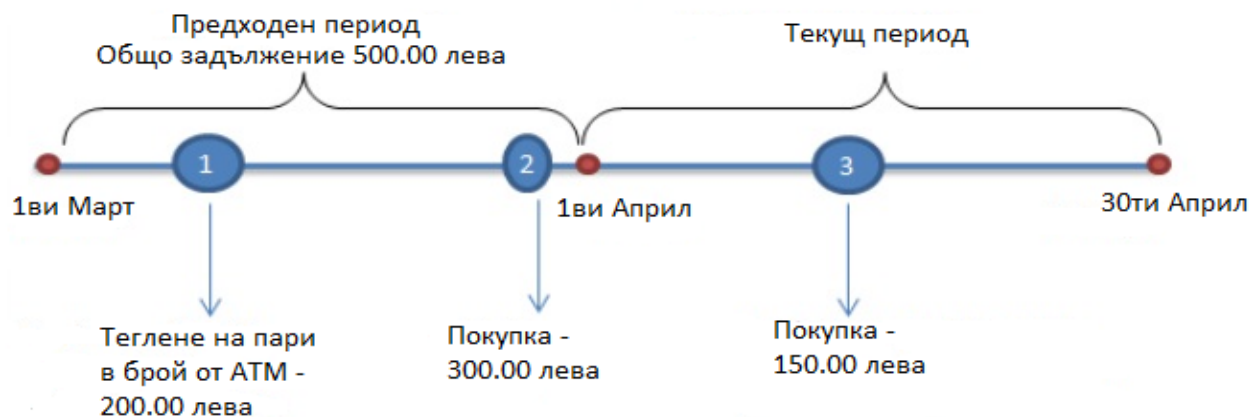 Предходен период
Общо задължение 500.00 лева
Текущ период
1
2
3
1ви Март
1ви Април
30ти Април
Теглене на пари
в брой от АТМ -
200.00 лева
Покупка -
300.00 лева
Покупка -
150.00 лева